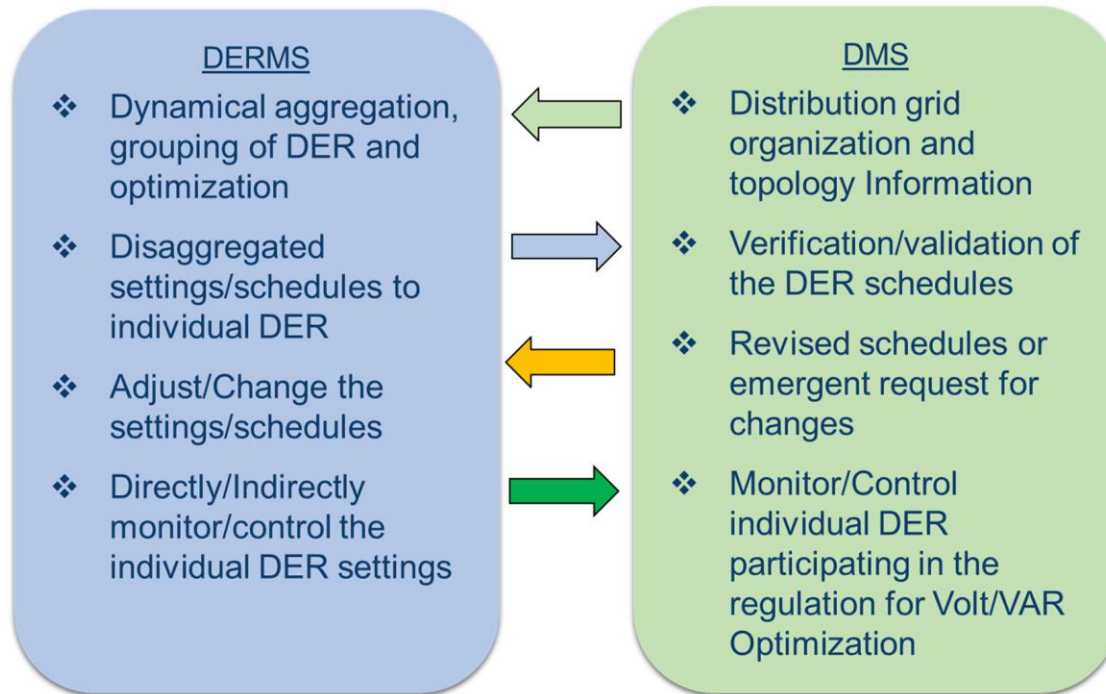 DERMS
❖ Dynamical aggregation,
grouping of DER and
optimization
❖ Disaggregated
settings/schedules to
individual DER
❖ Adjust/Change the
settings/schedules
❖ Directly/Indirectly
monitor/control the
individual DER settings
DMS
❖ Distribution grid
organization and
topology Information
❖ Verification/validation of
the DER schedules
❖ Revised schedules or
emergent request for
changes
❖ Monitor/Control
individual DER
participating in the
regulation for Volt/VAR
Optimization